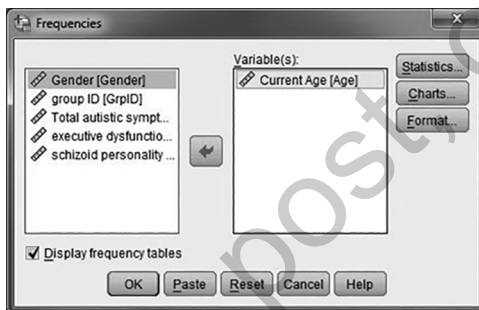 Frequencies
Variable(s):
Gender [Gender]
group ID [GrpID]
Total autistic sympt...
executive dysfunctio...
schizoid personality ...
Current Age [Age]
Statistics...
Charts...
Format...
Display frequency tables
OK Paste Reset Cancel Help
post,